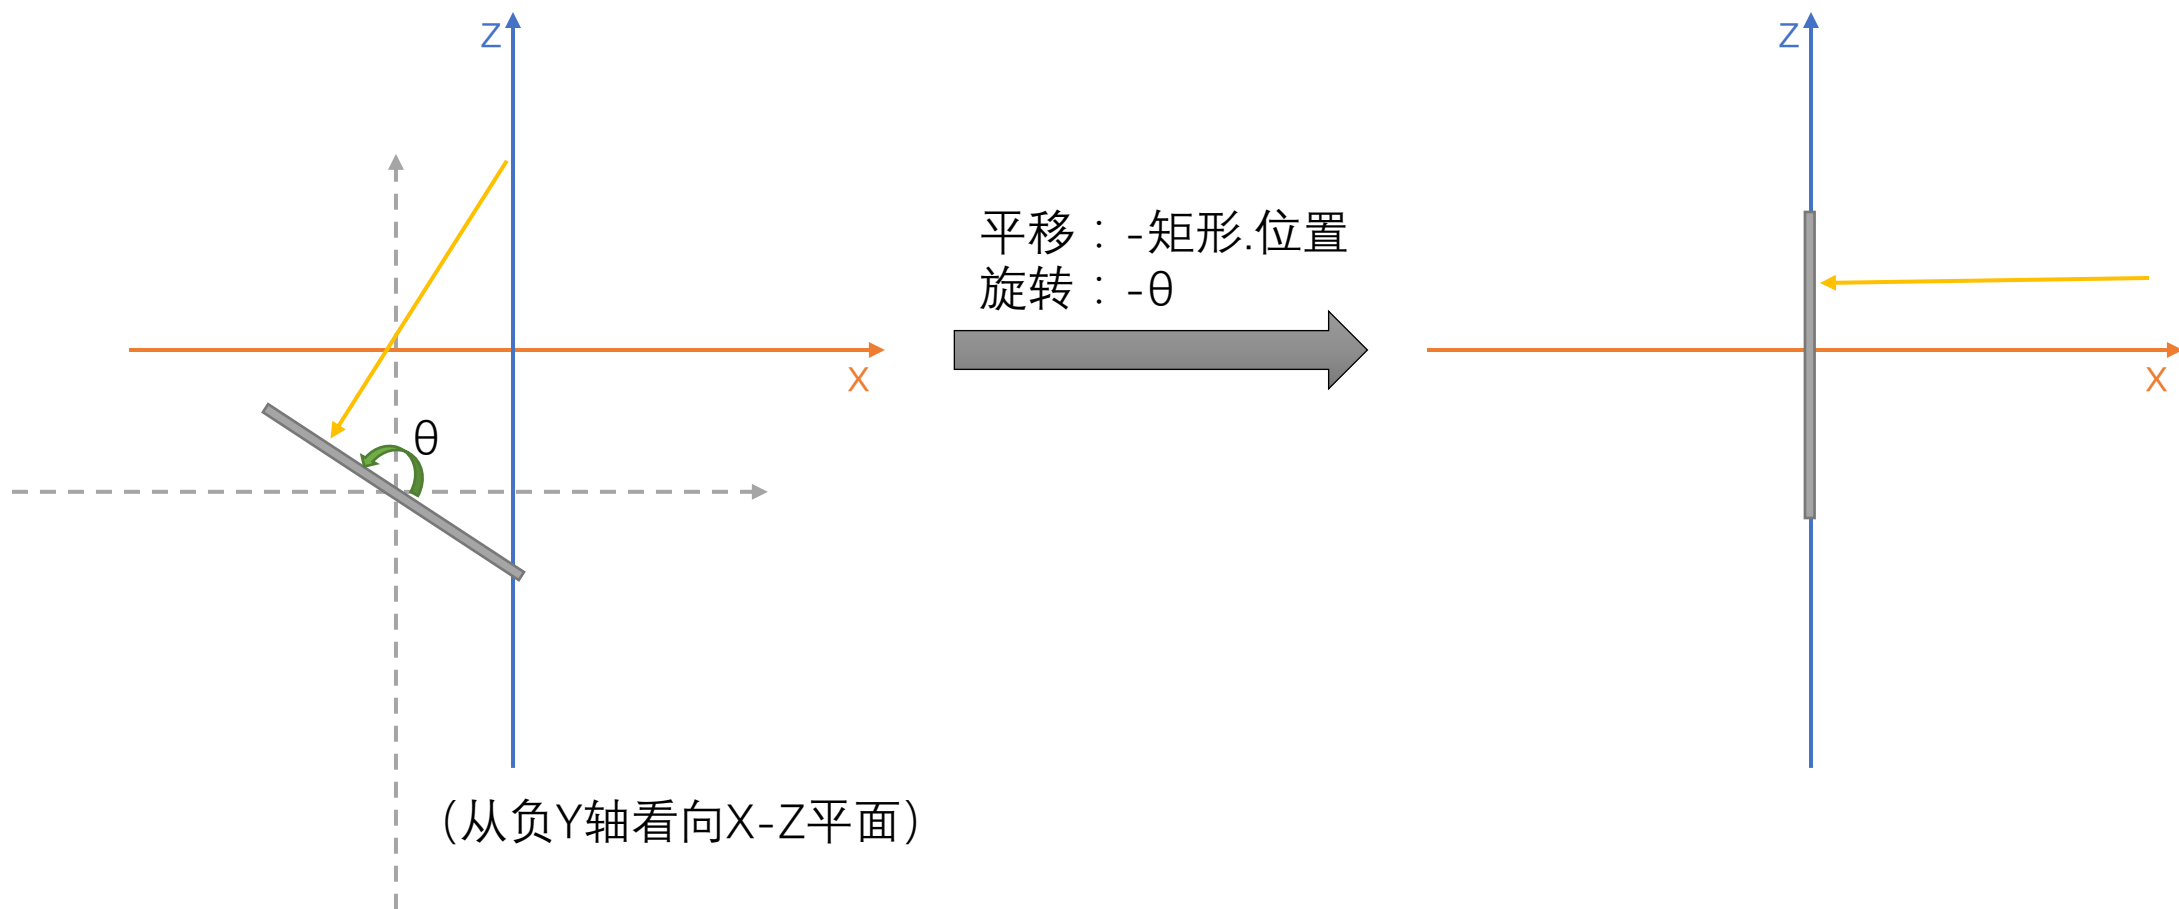 Z
X
θ
(从负Y轴看向X-Z平面)
平移：-矩形.位置
旋转：-θ
Z
X